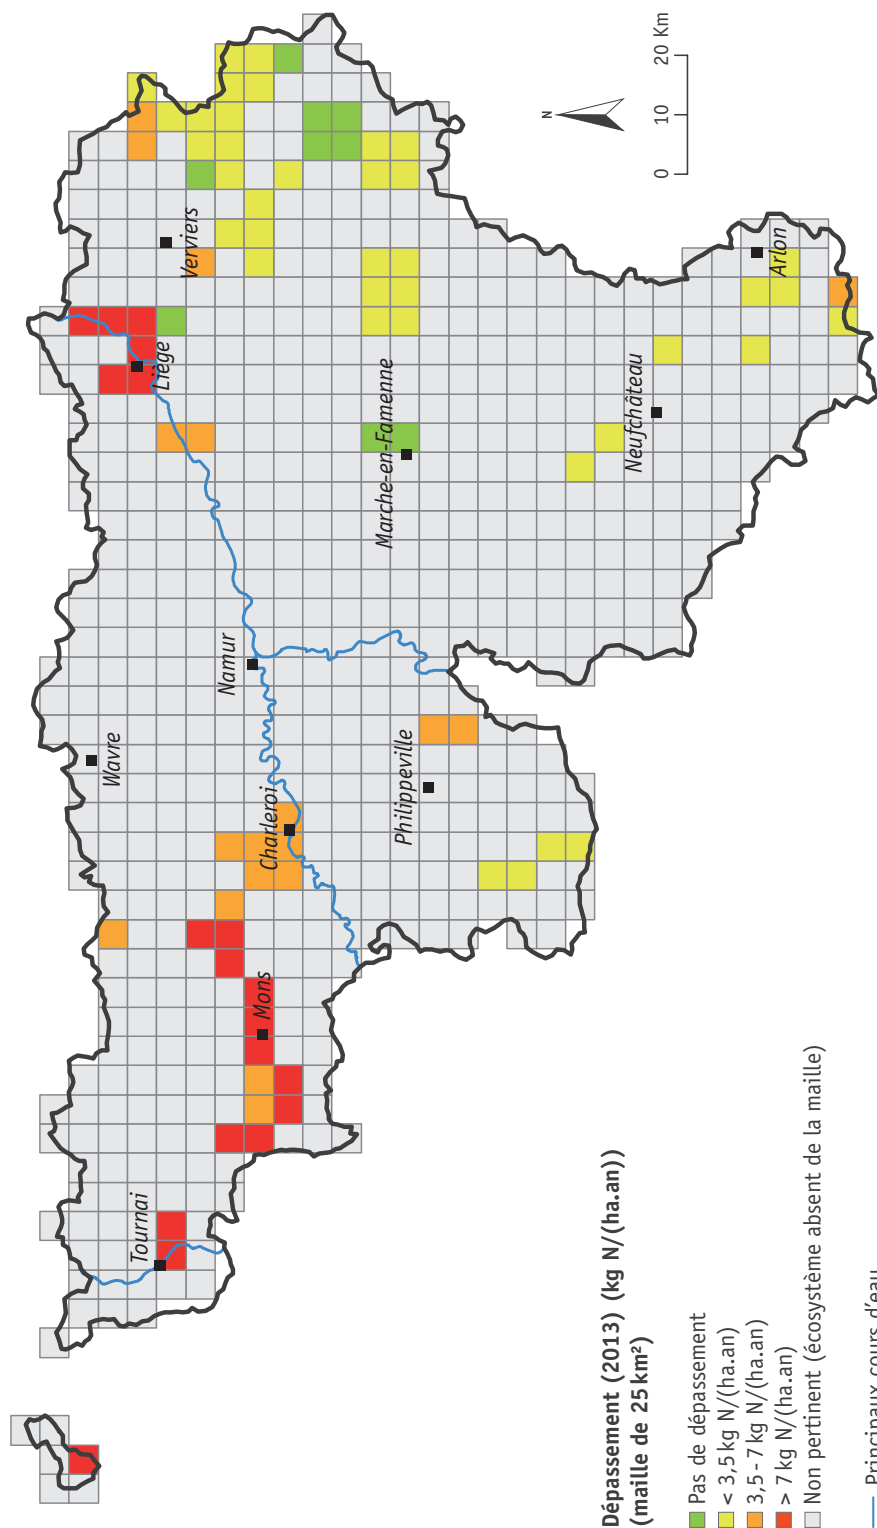 Tournai
Mons
Charleroi
Wavre
Namur
Philippeville
Liège
Verviers
Marche-en-Famenne
Neufchâteau
Arlon
N
0 10 20 Km
Dépassement (2013) (kg N/(ha.an))
(maille de 25 km²)
Pas de dépassement
< 3,5 kg N/(ha.an)
3,5 - 7 kg N/(ha.an)
> 7 kg N/(ha.an)
Non pertinent (écosystème absent de la maille)
Principaux cours d'eau